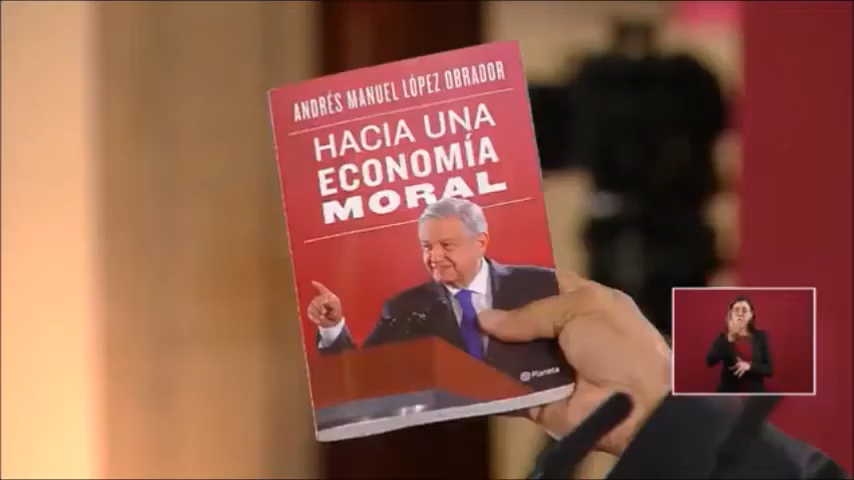 ANDRÉS MANUEL LÓPEZ OBRADOR
HACIA UNA
ECONOMÍA
MORAL
Planeta